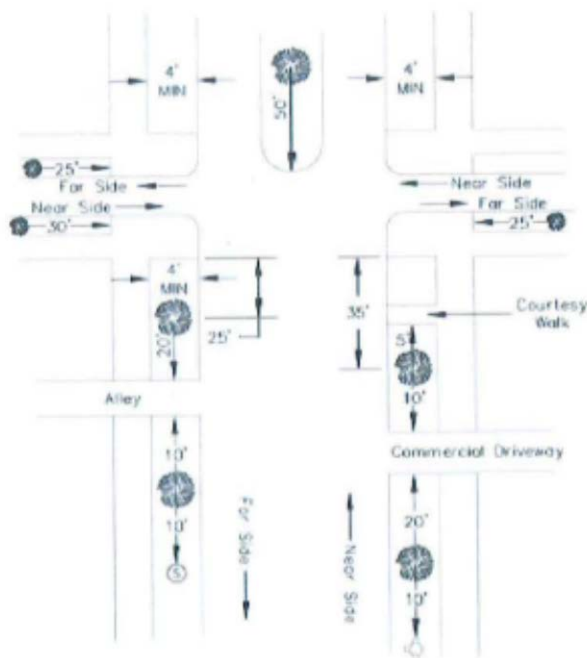 4'
MIN
50'
4'
MIN
25'
Far Side
Near Side
Near Side
Far Side
30'
25'
4'
MIN
20'
25'
35'
Courtesy
Walk
5'
10'
Alley
Commercial Driveway
10'
10'
S
Far Side
Near Side
20'
10'